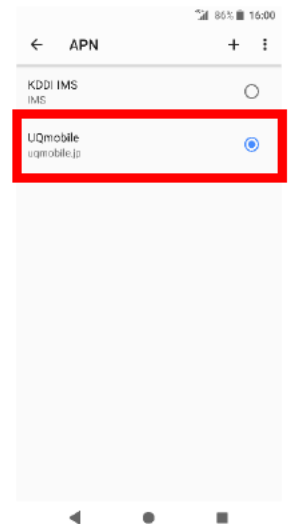 86% 16:00
APN
KDDI IMS
IMS
UQmobile
uqmobile.jp